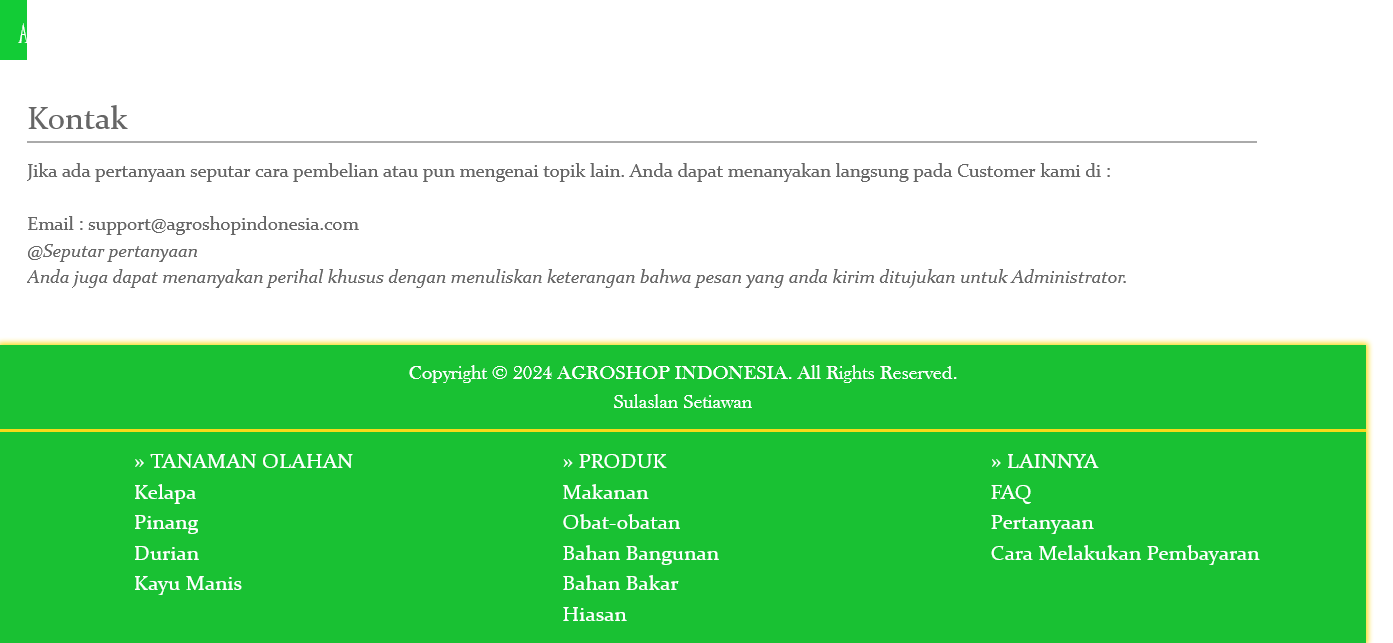 A
Kontak
Jika ada pertanyaan seputar cara pembelian atau pun mengenai topik lain. Anda dapat menanyakan langsung pada Customer kami di :
Email : support@agroshopindonesia.com
@Seputar pertanyaan
Anda juga dapat menanyakan perihal khusus dengan menuliskan keterangan bahwa pesan yang anda kirim ditujukan untuk Administrator.
Copyright © 2024 AGROSHOP INDONESIA. All Rights Reserved.
Sulaslan Setiawan
» TANAMAN OLAHAN
Kelapa
Pinang
Durian
Kayu Manis
» PRODUK
Makanan
Obat-obatan
Bahan Bangunan
Bahan Bakar
Hiasan
» LAINNYA
FAQ
Pertanyaan
Cara Melakukan Pembayaran